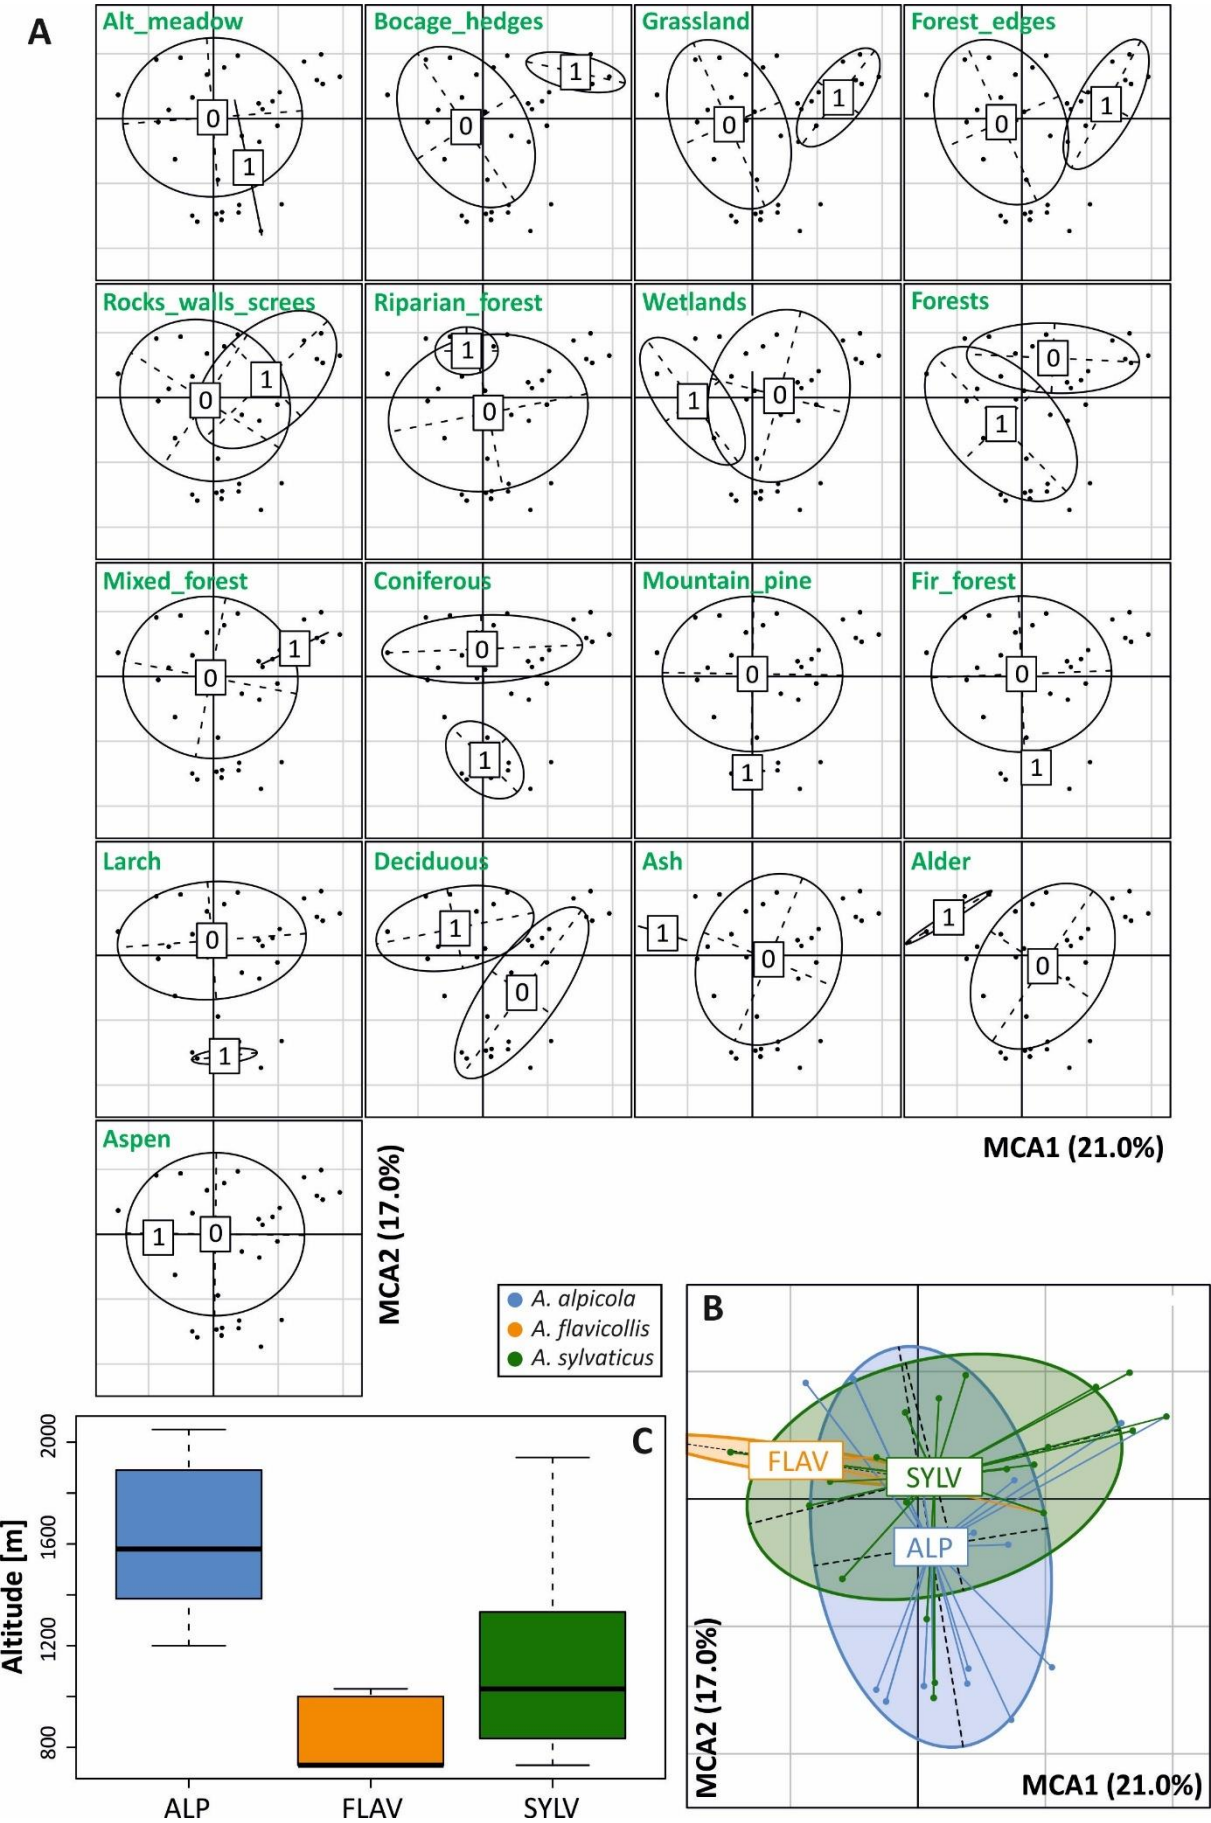 A
Alt_meadow
0
1
Bocage_hedges
1
0
Grassland
1
0
Forest_edges
1
0
Rocks_walls_screes
1
0
Riparian_forest
1
0
Wetlands
1
0
Forests
0
1
Mixed_forest
1
0
Coniferous
0
1
Mountain_pine
0
1
Fir_forest
0
1
Larch
0
1
Deciduous
1
0
Ash
1
0
Alder
1
0
Aspen
1
0
MCA1 (21.0%)
MCA2 (17.0%)
A. alpicola
A. flavicollis
A. sylvaticus
B
FLAV
SYLV
ALP
MCA2 (17.0%)
MCA1 (21.0%)
C
Altitude [m]
2000
1600
1200
800
ALP
FLAV
SYLV